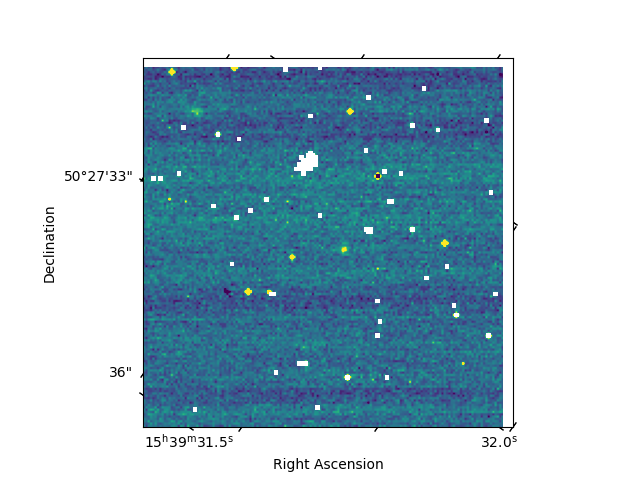 50°27'33"
Declination
36"
15ʰ39ᵐ31.5ˢ
32.0ˢ
Right Ascension